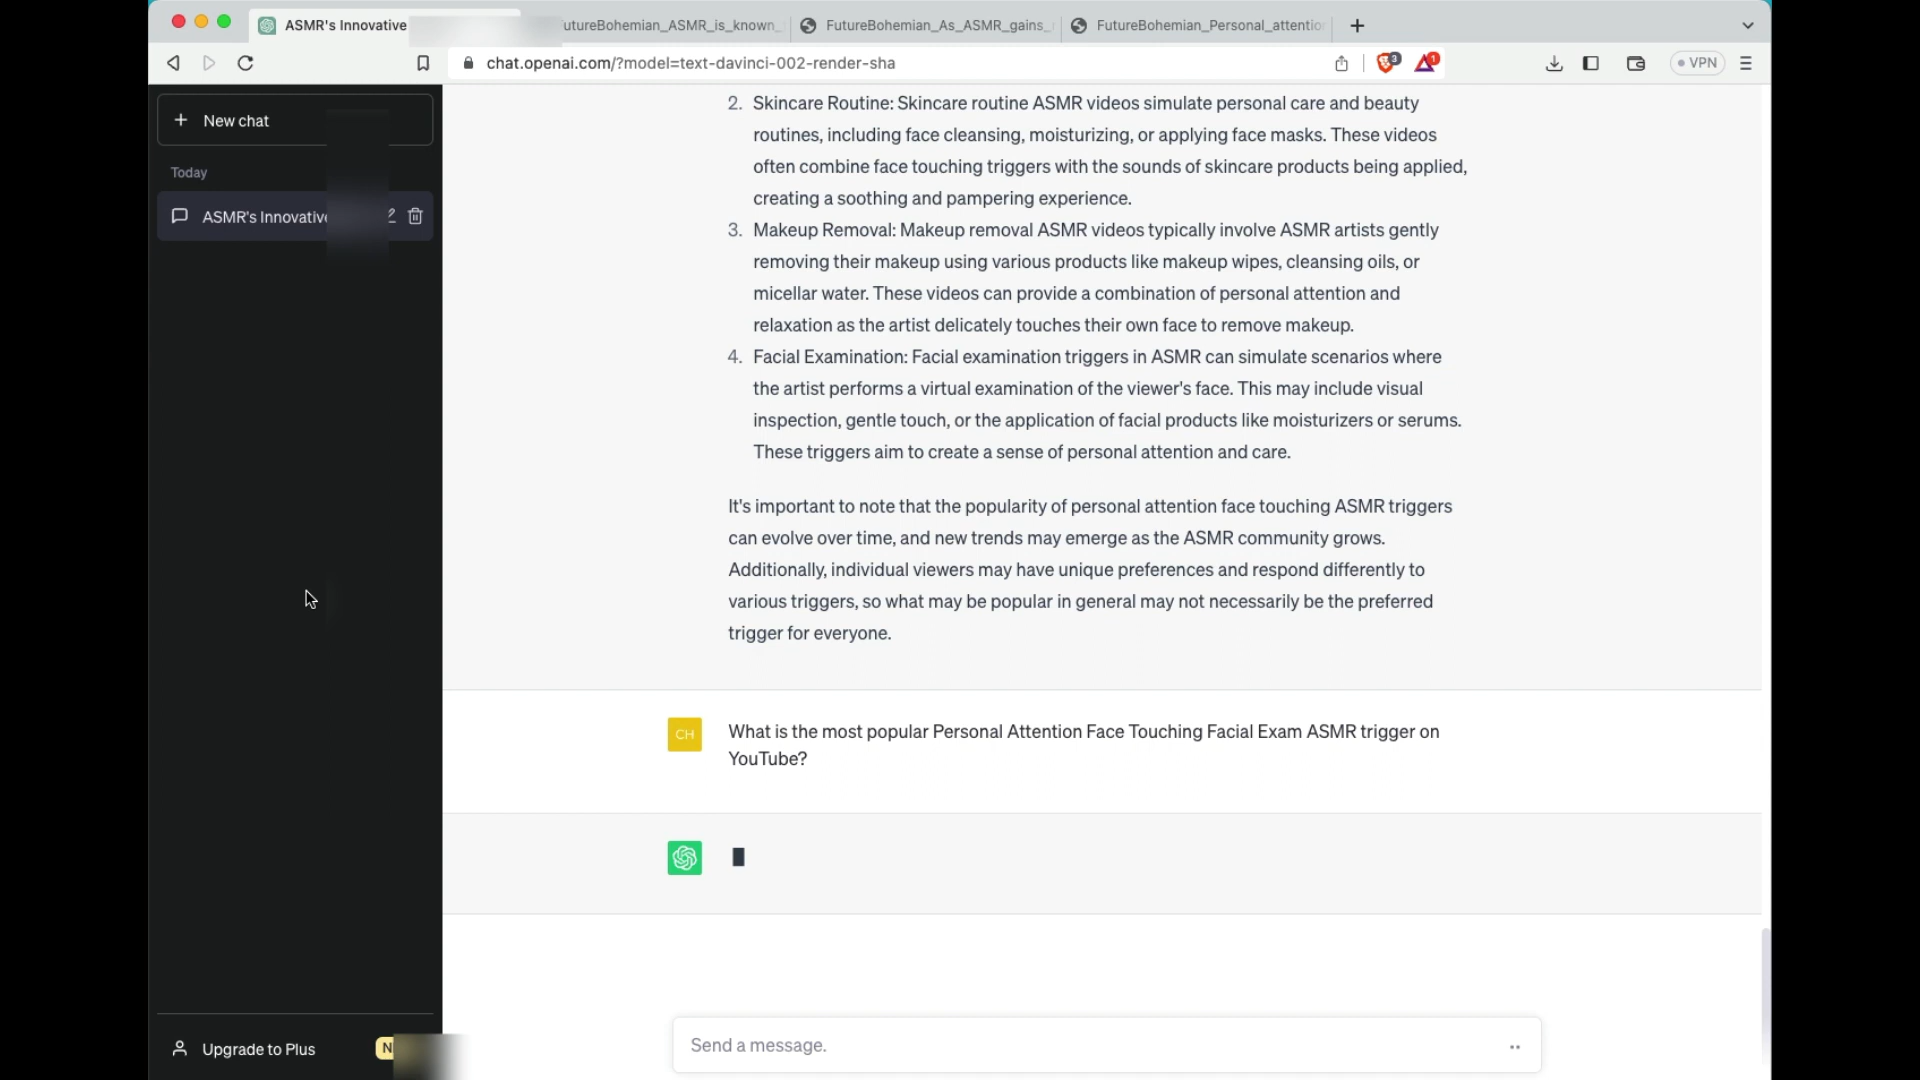 ASMR's Innovative
FutureBohemian_ASMR_is_known_
FutureBohemian_As_ASMR_gains_
FutureBohemian_Personal_attentio
chat.openai.com/?model=text-davinci-002-render-sha
3
1
VPN
New chat
Today
ASMR's Innovative
2. Skincare Routine: Skincare routine ASMR videos simulate personal care and beauty
routines, including face cleansing, moisturizing, or applying face masks. These videos
often combine face touching triggers with the sounds of skincare products being applied,
creating a soothing and pampering experience.
3. Makeup Removal: Makeup removal ASMR videos typically involve ASMR artists gently
removing their makeup using various products like makeup wipes, cleansing oils, or
micellar water. These videos can provide a combination of personal attention and
relaxation as the artist delicately touches their own face to remove makeup.
4. Facial Examination: Facial examination triggers in ASMR can simulate scenarios where
the artist performs a virtual examination of the viewer's face. This may include visual
inspection, gentle touch, or the application of facial products like moisturizers or serums.
These triggers aim to create a sense of personal attention and care.
It's important to note that the popularity of personal attention face touching ASMR triggers
can evolve over time, and new trends may emerge as the ASMR community grows.
Additionally, individual viewers may have unique preferences and respond differently to
various triggers, so what may be popular in general may not necessarily be the preferred
trigger for everyone.
CH
What is the most popular Personal Attention Face Touching Facial Exam ASMR trigger on
YouTube?
Upgrade to Plus
N
Send a message.